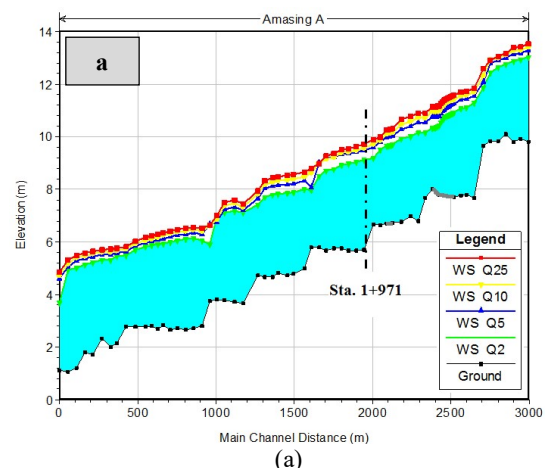 Amasing A
a
14
12
10
8
6
4
2
0
Elevation (m)
Sta. 1+971
Legend
WS Q25
WS Q10
WS Q5
WS Q2
Ground
0 500 1000 1500 2000 2500 3000
Main Channel Distance (m)
(a)